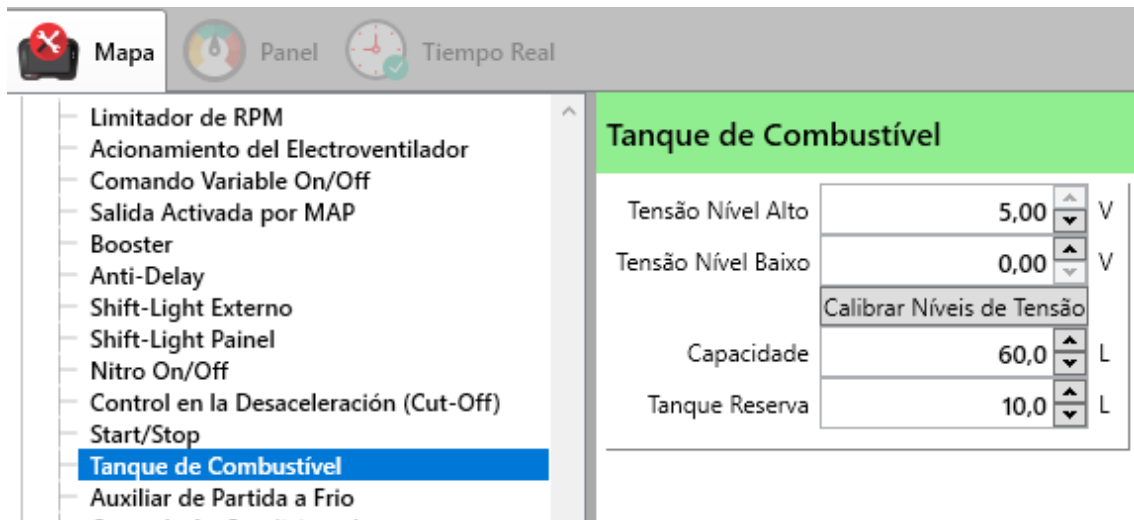 Mapa
Panel
Tiempo Real
Limitador de RPM
Acionamiento del Electroventilador
Comando Variable On/Off
Salida Activada por MAP
Booster
Anti-Delay
Shift-Light Externo
Shift-Light Painel
Nitro On/Off
Control en la Desaceleración (Cut-Off)
Start/Stop
Tanque de Combustível
Auxiliar de Partida a Frio
Tanque de Combustível
Tensão Nível Alto 5,00 V
Tensão Nível Baixo 0,00 V
Calibrar Níveis de Tensão
Capacidade 60,0 L
Tanque Reserva 10,0 L